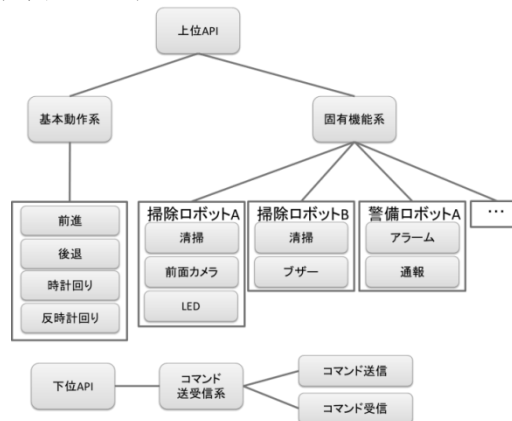 上位API
基本動作系
固有機能系
前進
後退
時計回り
反時計回り
掃除ロボットA
清掃
前面カメラ
LED
掃除ロボットB
清掃
ブザー
警備ロボットA
アラーム
通報
…
下位API
コマンド
送受信系
コマンド送信
コマンド受信